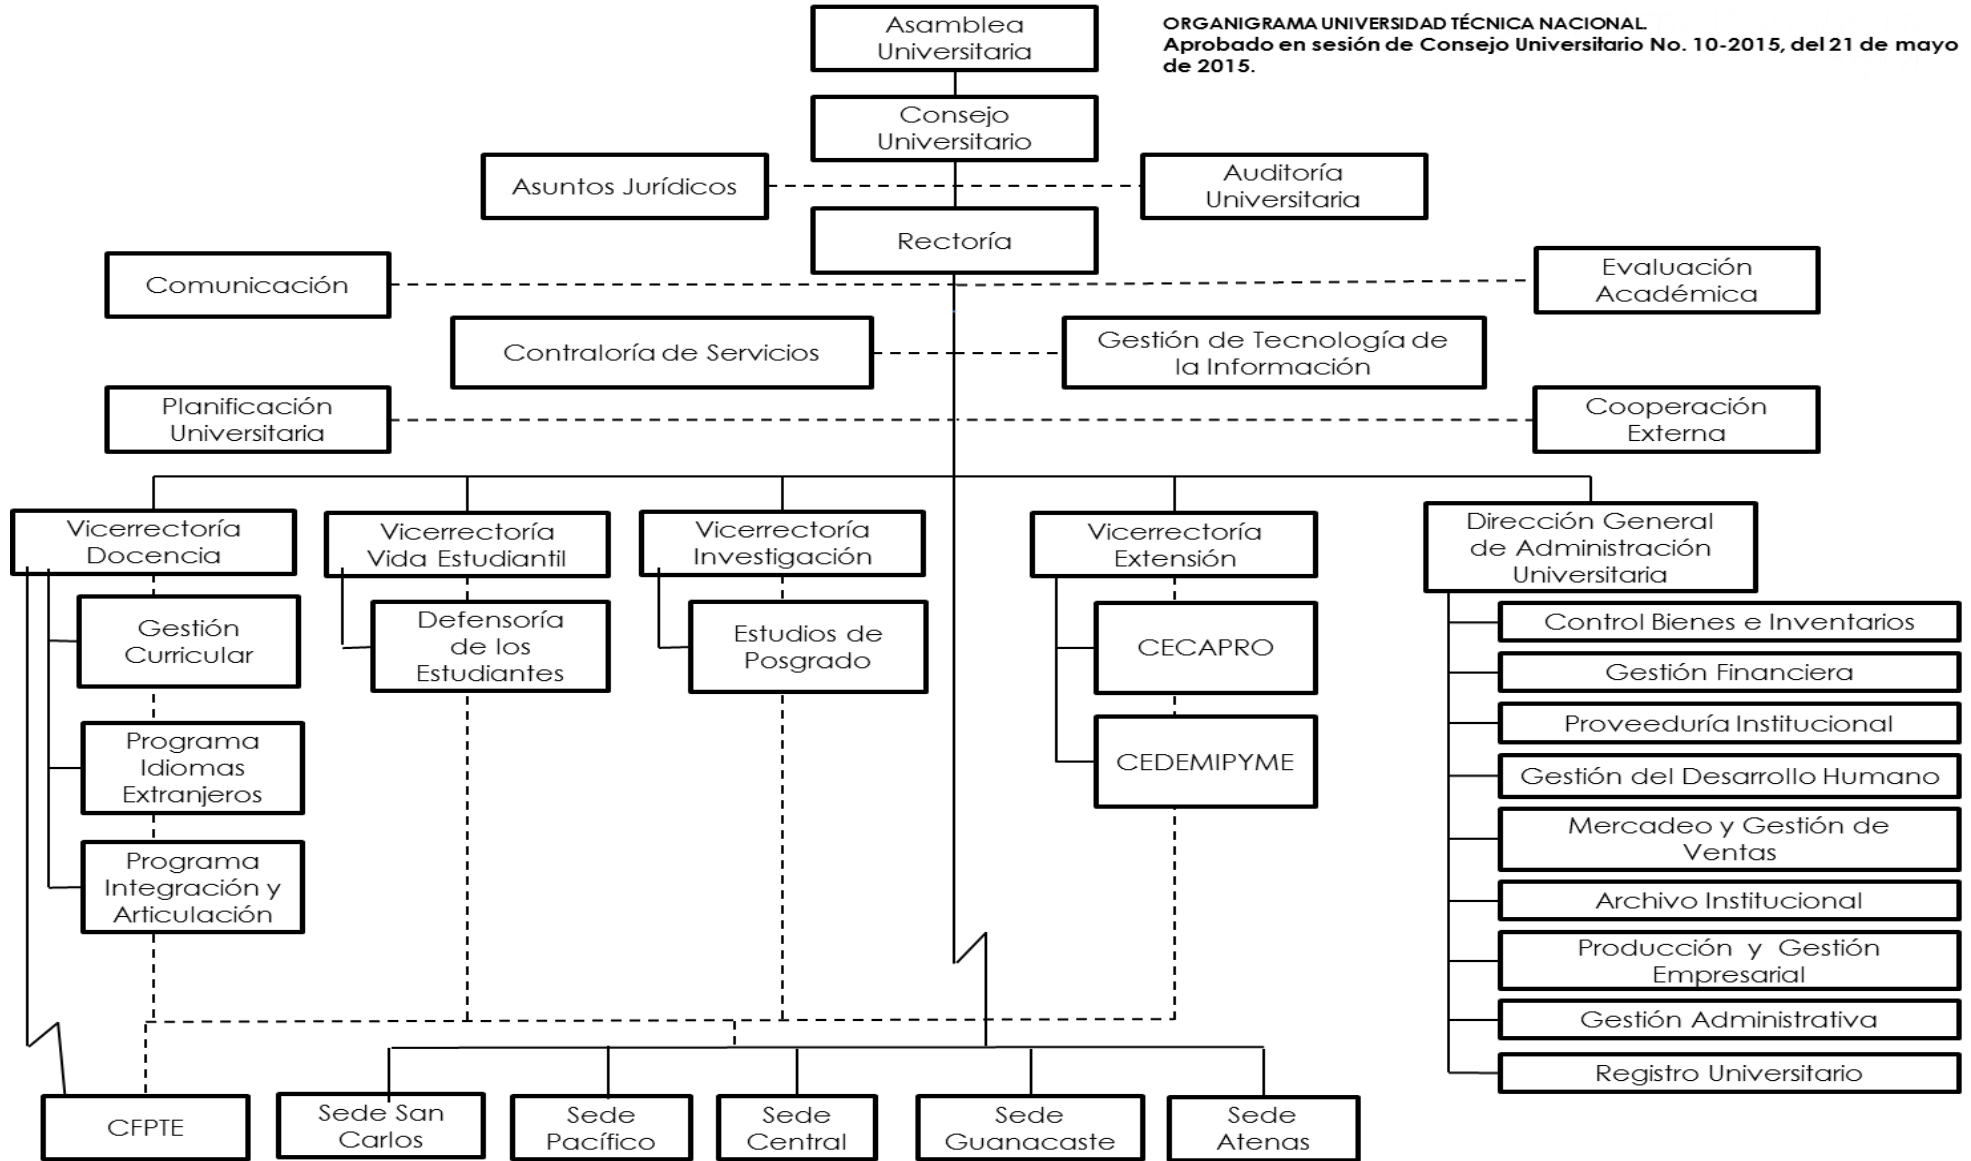 Asamblea
Universitaria
ORGANIGRAMA UNIVERSIDAD TÉCNICA NACIONAL
Aprobado en sesión de Consejo Universitario No. 10-2015, del 21 de mayo
de 2015.
Consejo
Universitario
Asuntos Jurídicos
Auditoría
Universitaria
Rectoría
Comunicación
Evaluación
Académica
Contraloría de Servicios
Gestión de Tecnología de
la Información
Planificación
Universitaria
Cooperación
Externa
Vicerrectoría
Docencia
Vicerrectoría
Vida Estudiantil
Vicerrectoría
Investigación
Vicerrectoría
Extensión
Dirección General
de Administración
Universitaria
Gestión
Curricular
Programa
Idiomas
Extranjeros
Programa
Integración y
Articulación
Defensoría
de los
Estudiantes
Estudios de
Posgrado
CECAPRO
CEDEMIPYME
Control Bienes e Inventarios
Gestión Financiera
Proveeduría Institucional
Gestión del Desarrollo Humano
Mercadeo y Gestión de
Ventas
Archivo Institucional
Producción y Gestión
Empresarial
Gestión Administrativa
Registro Universitario
CFPTE
Sede San
Carlos
Sede
Pacífico
Sede
Central
Sede
Guanacaste
Sede
Atenas